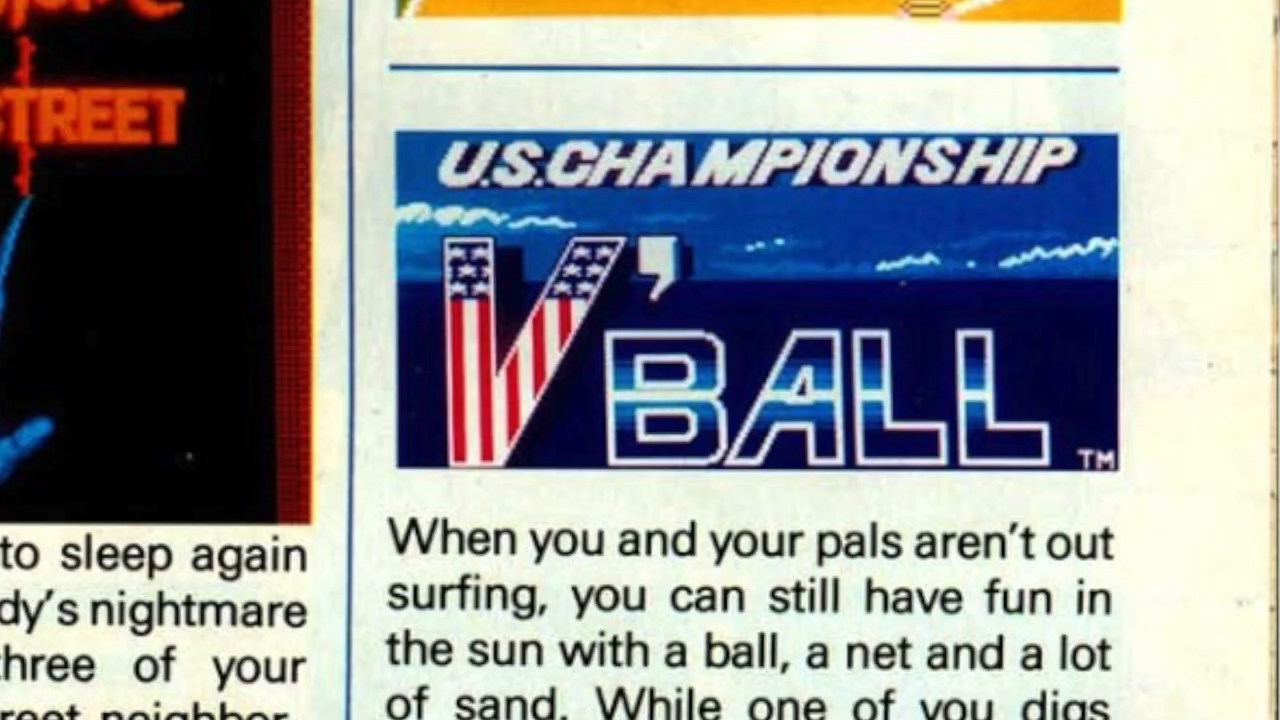 STREET
to sleep again
dy's nightmare
three of your
U.S. CHAMPIONSHIP
V'BALL
TM
When you and your pals aren't out
surfing, you can still have fun in
the sun with a ball, a net and a lot
of sand. While one of you digs